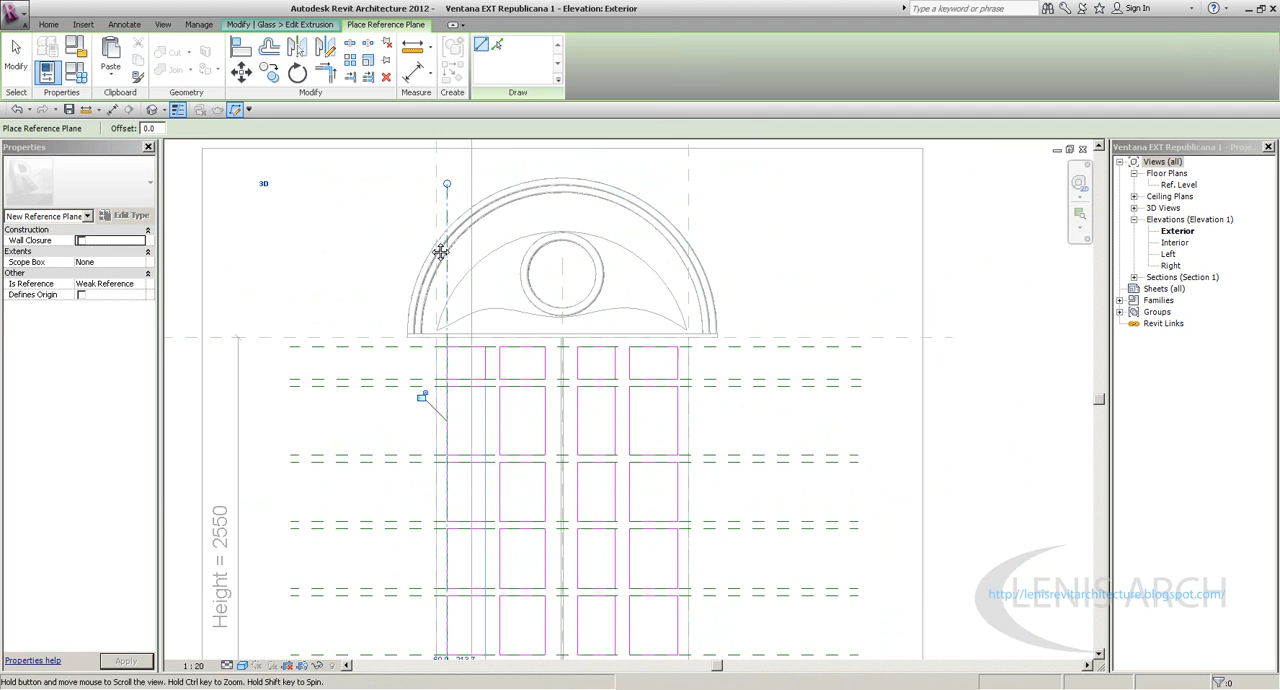 Autodesk Revit Architecture 2012 - Ventana EXT Republicana 1 - Elevation: Exterior
Type a keyword or phrase
Sign In
Home
Insert
Annotate
View
Manage
Modify | Glass > Edit Extrusion
Place Reference Plane
Modify
Paste
Cut
Join
Select
Properties
Clipboard
Geometry
Modify
Measure
Create
Draw
Place Reference Plane
Offset: 0.0
Properties
New Reference Plane
Edit Type
Construction
Wall Closure
Extents
Scope Box None
Other
Is Reference Weak Reference
Defines Origin
Properties help
Apply
3D
Height = 2550
LENIS ARCH
http://lenisrevitarchitecture.blogspot.com/
Ventana EXT Republicana 1 - Proje...
Views (all)
Floor Plans
Ref. Level
Ceiling Plans
3D Views
Elevations (Elevation 1)
Exterior
Interior
Left
Right
Sections (Section 1)
Sheets (all)
Families
Groups
Revit Links
1 : 20
Hold button and move mouse to Scroll the view. Hold Ctrl key to Zoom. Hold Shift key to Spin.
:0